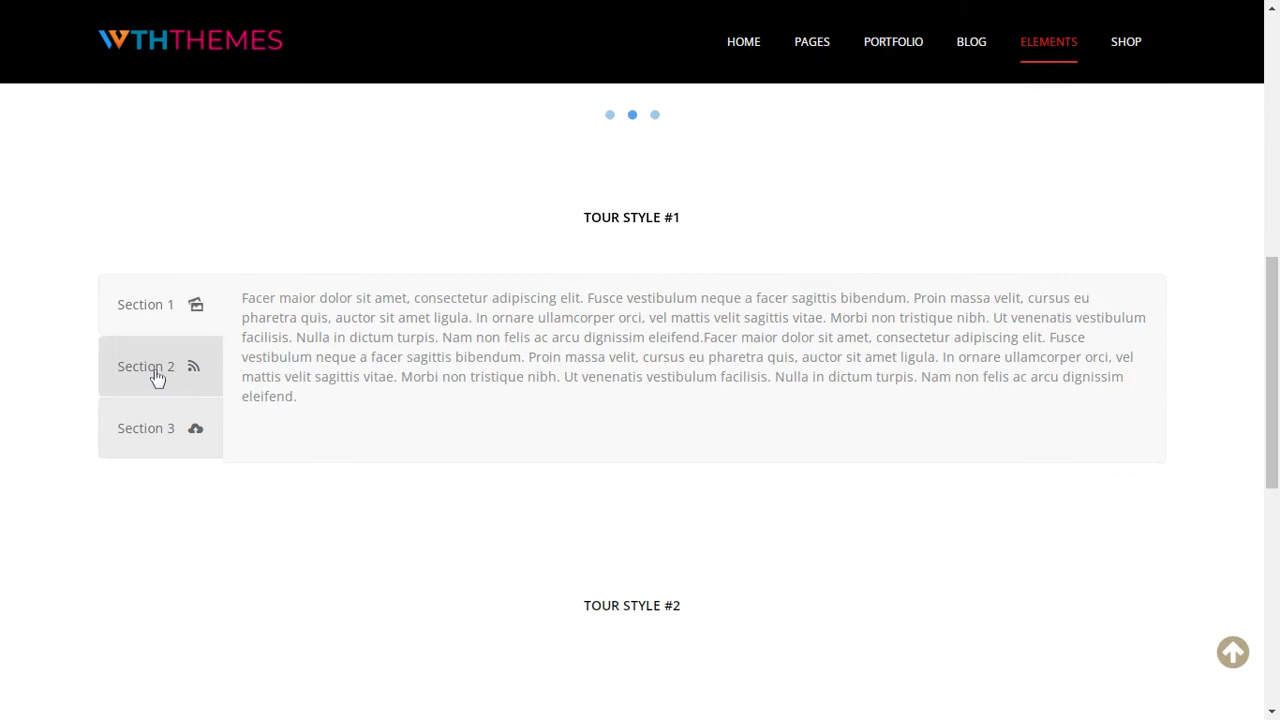 WTHTHEMES
HOME PAGES PORTFOLIO BLOG ELEMENTS SHOP
TOUR STYLE #1
Section 1
Section 2
Section 3
Facer maior dolor sit amet, consectetur adipiscing elit. Fusce vestibulum neque a facer sagittis bibendum. Proin massa velit, cursus eu
pharetra quis, auctor sit amet ligula. In ornare ullamcorper orci, vel mattis velit sagittis vitae. Morbi non tristique nibh. Ut venenatis vestibulum
facilisis. Nulla in dictum turpis. Nam non felis ac arcu dignissim eleifend.Facer maior dolor sit amet, consectetur adipiscing elit. Fusce
vestibulum neque a facer sagittis bibendum. Proin massa velit, cursus eu pharetra quis, auctor sit amet ligula. In ornare ullamcorper orci, vel
mattis velit sagittis vitae. Morbi non tristique nibh. Ut venenatis vestibulum facilisis. Nulla in dictum turpis. Nam non felis ac arcu dignissim
eleifend.
TOUR STYLE #2